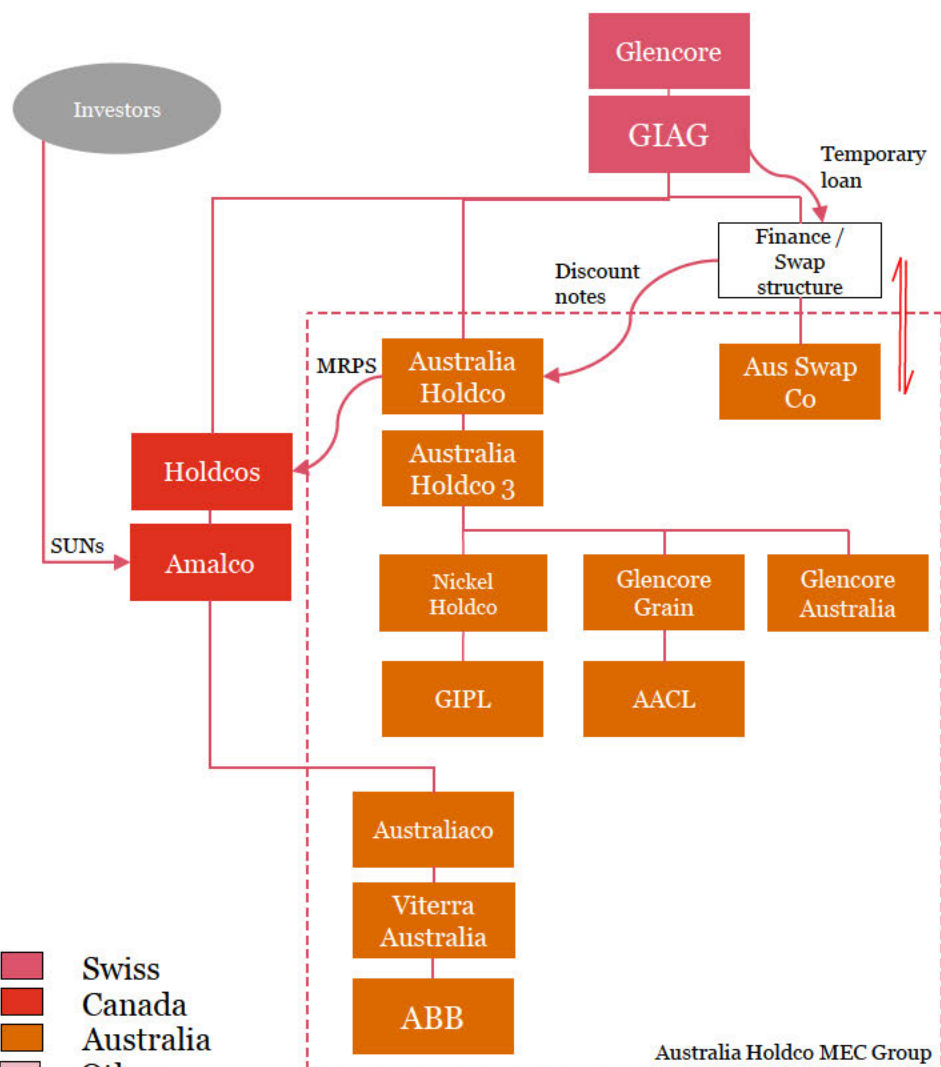 Glencore
Investors
GIAG
Temporary
loan
Finance /
Swap
structure
Discount
notes
MRPS
Australia
Holdco
Aus Swap
Co
Holdcos
Australia
Holdco 3
SUNs
Amalco
Nickel
Holdco
Glencore
Grain
Glencore
Australia
GIPL
AACL
Australiaco
Viterra
Australia
ABB
Swiss
Canada
Australia
Australia Holdco MEC Group